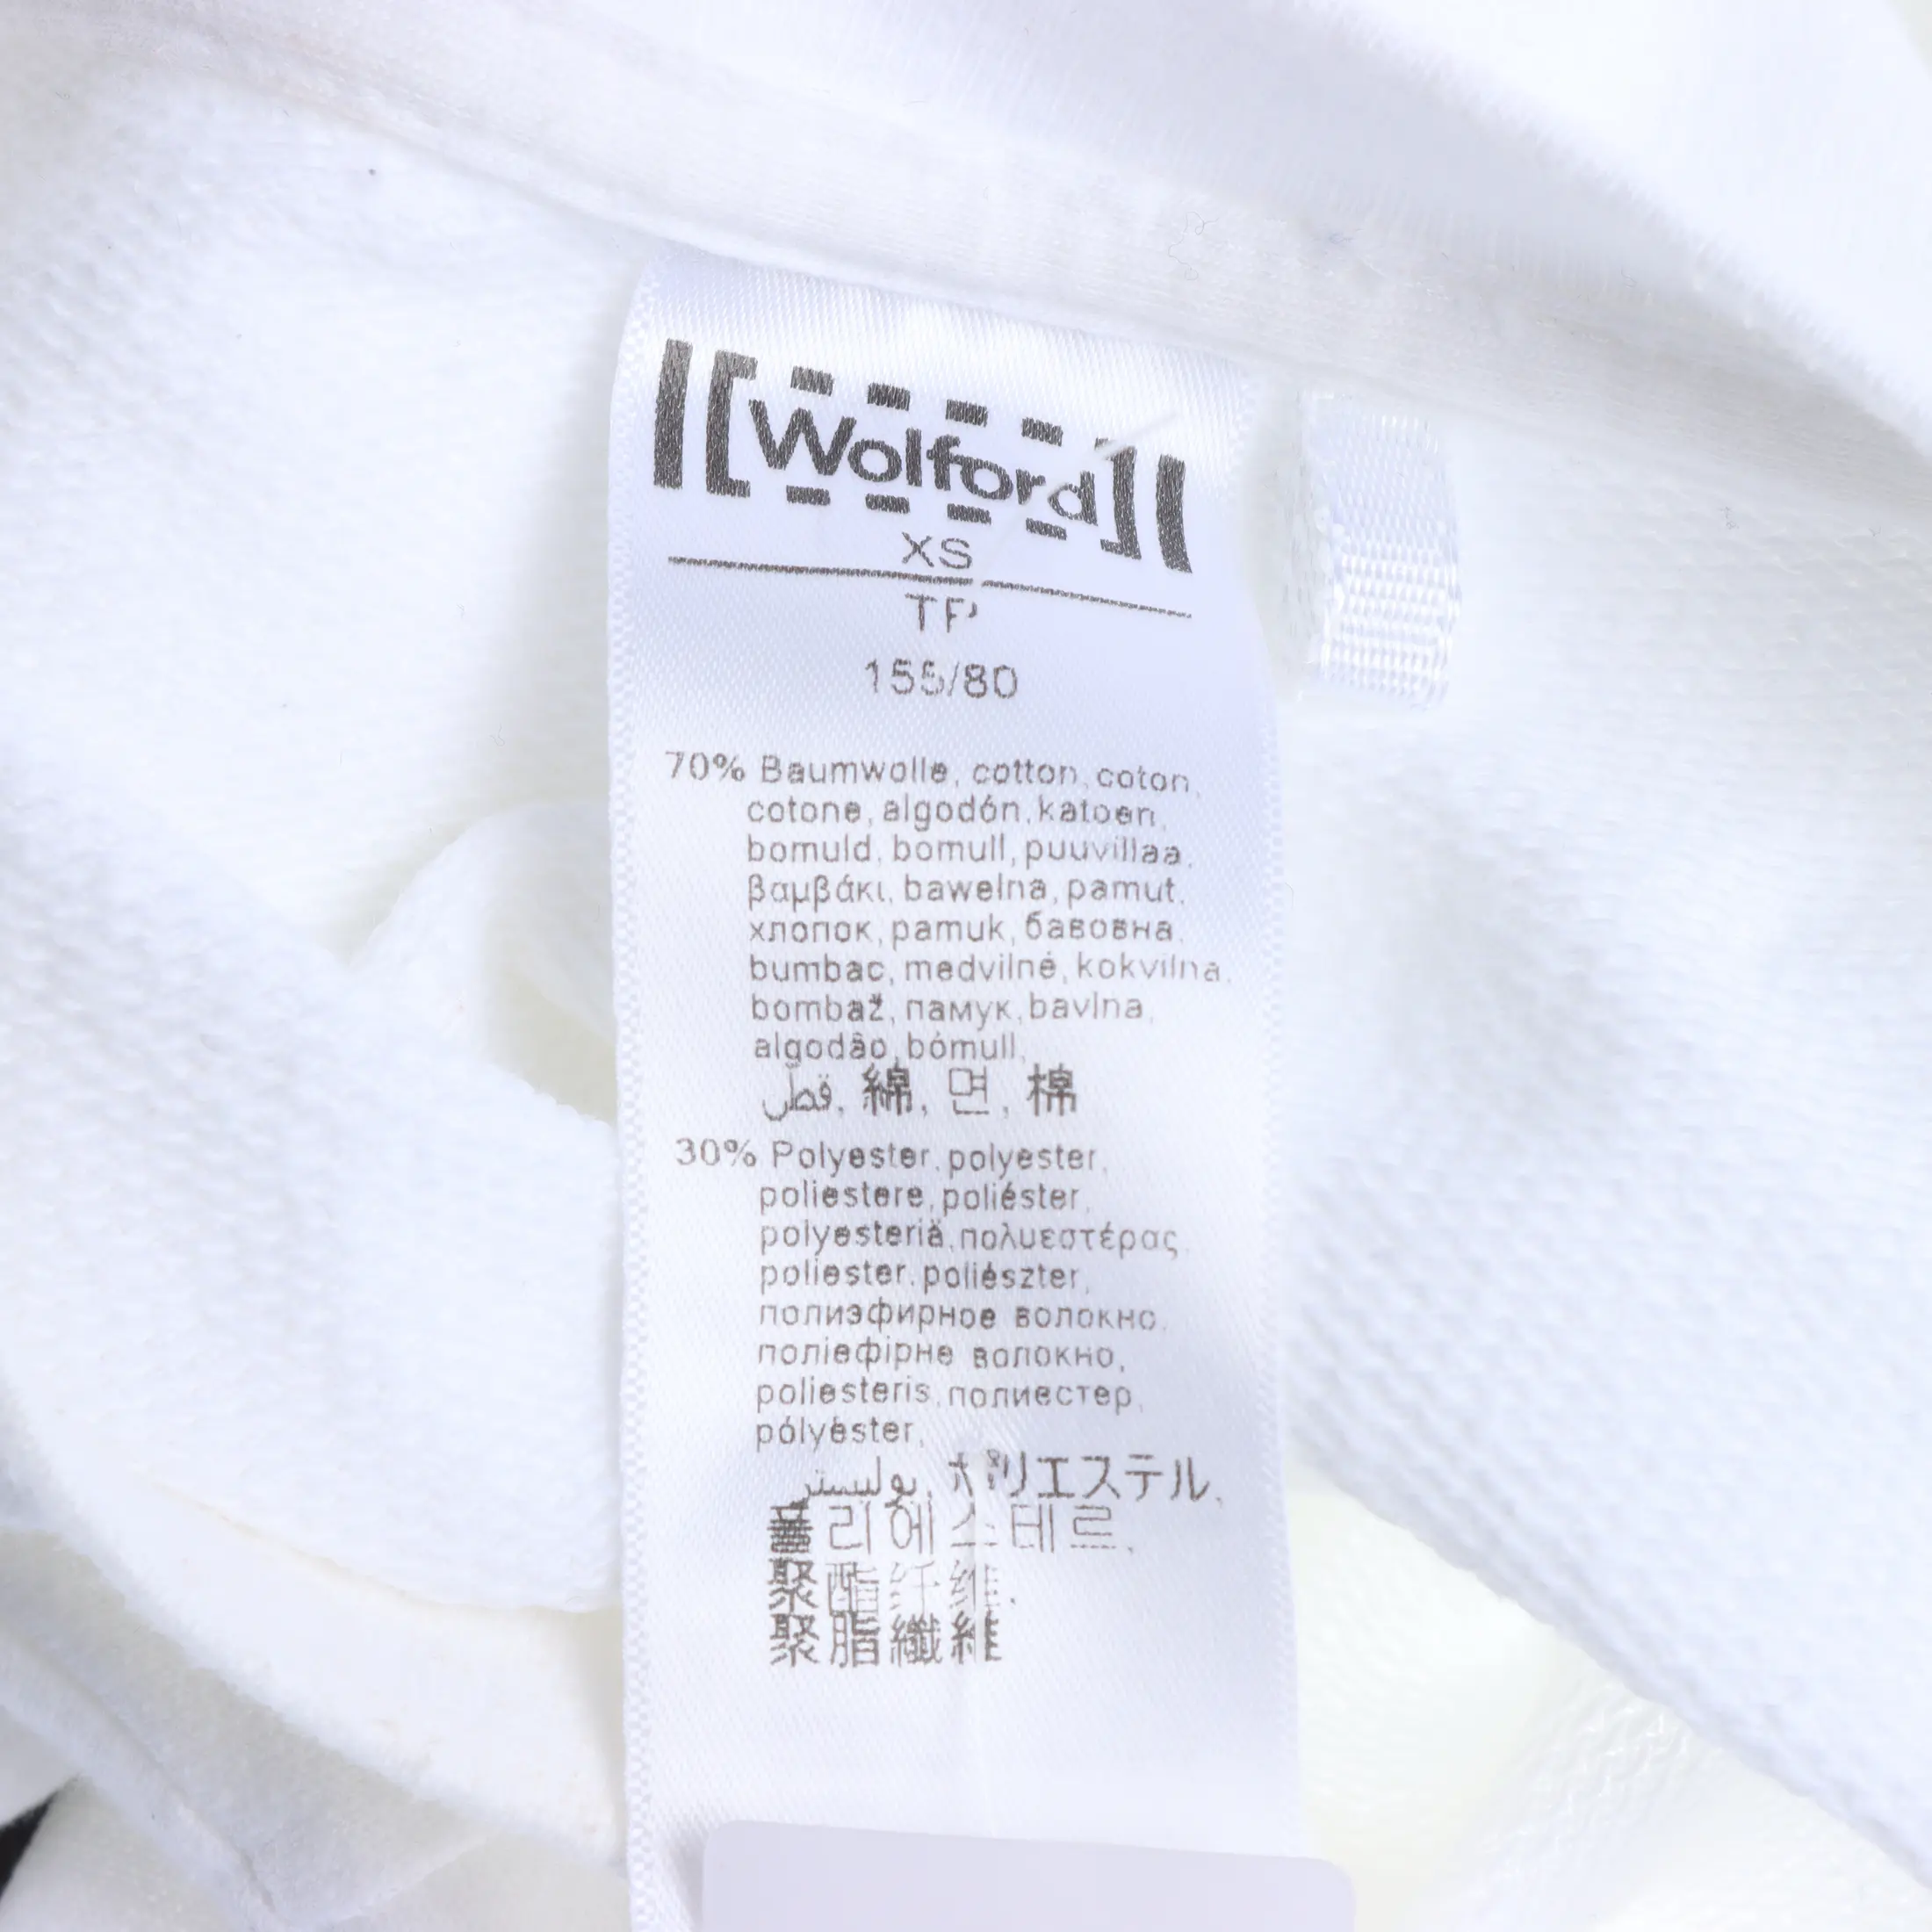 Wolford
XS
TP
155/80
70% Baumwolle, cotton, coton,
cotone, algodón, katoen,
bomuld, bomull, puuvillaa,
βαμβάκι, bawełna, pamut,
хлопок, pamuk, бавовна,
bumbac, medvilnė, kokvilna,
bombaž, памук, bavlna,
algodão, bómull,
قطن, 綿, 면, 棉
30% Polyester, polyester,
poliestere, poliéster,
polyesteriä, πολυεστέρας,
poliester, poliészter,
полиэфирное волокно,
поліефірне волокно,
poliesteris, полиестер,
pólýester,
بوليستر, ポリエステル,
폴리에스테르,
聚酯纤维,
聚脂纖維